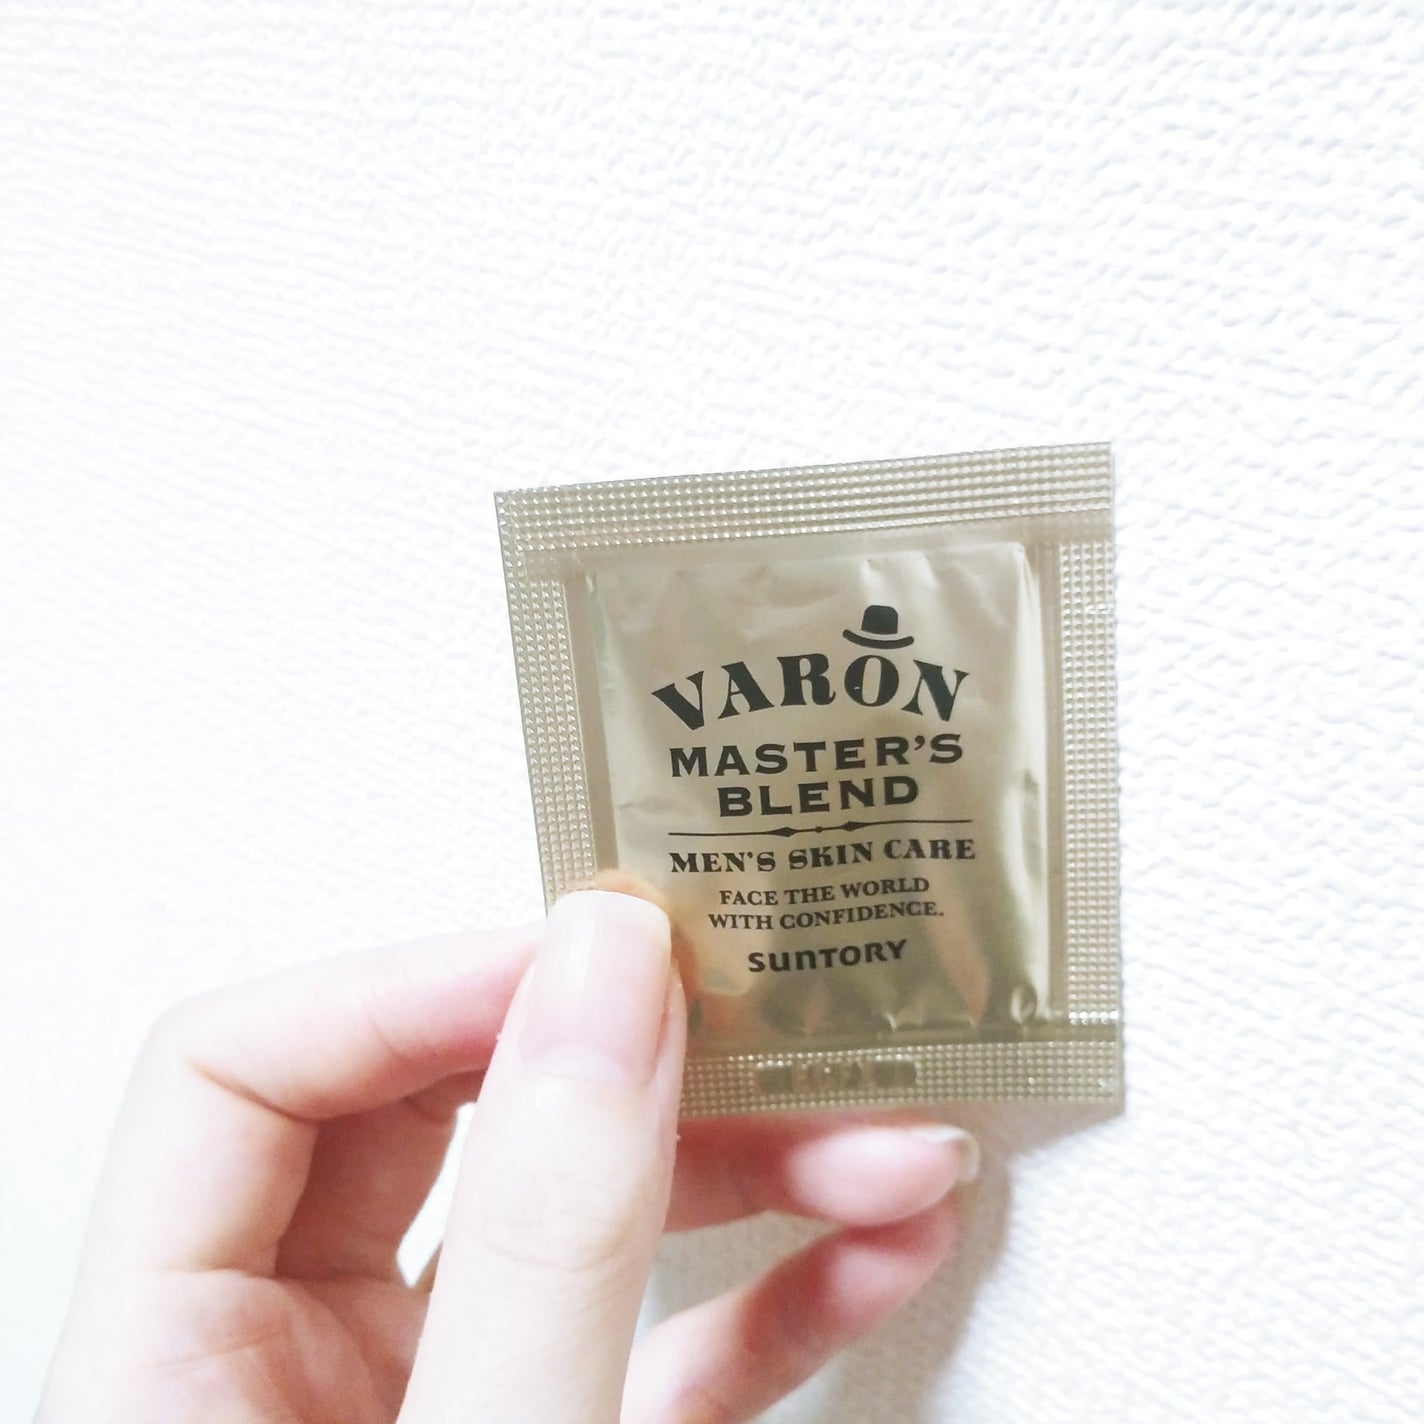 VARON
MASTER'S
BLEND
MEN'S SKIN CARE
FACE THE WORLD
WITH CONFIDENCE.
SUNTORY